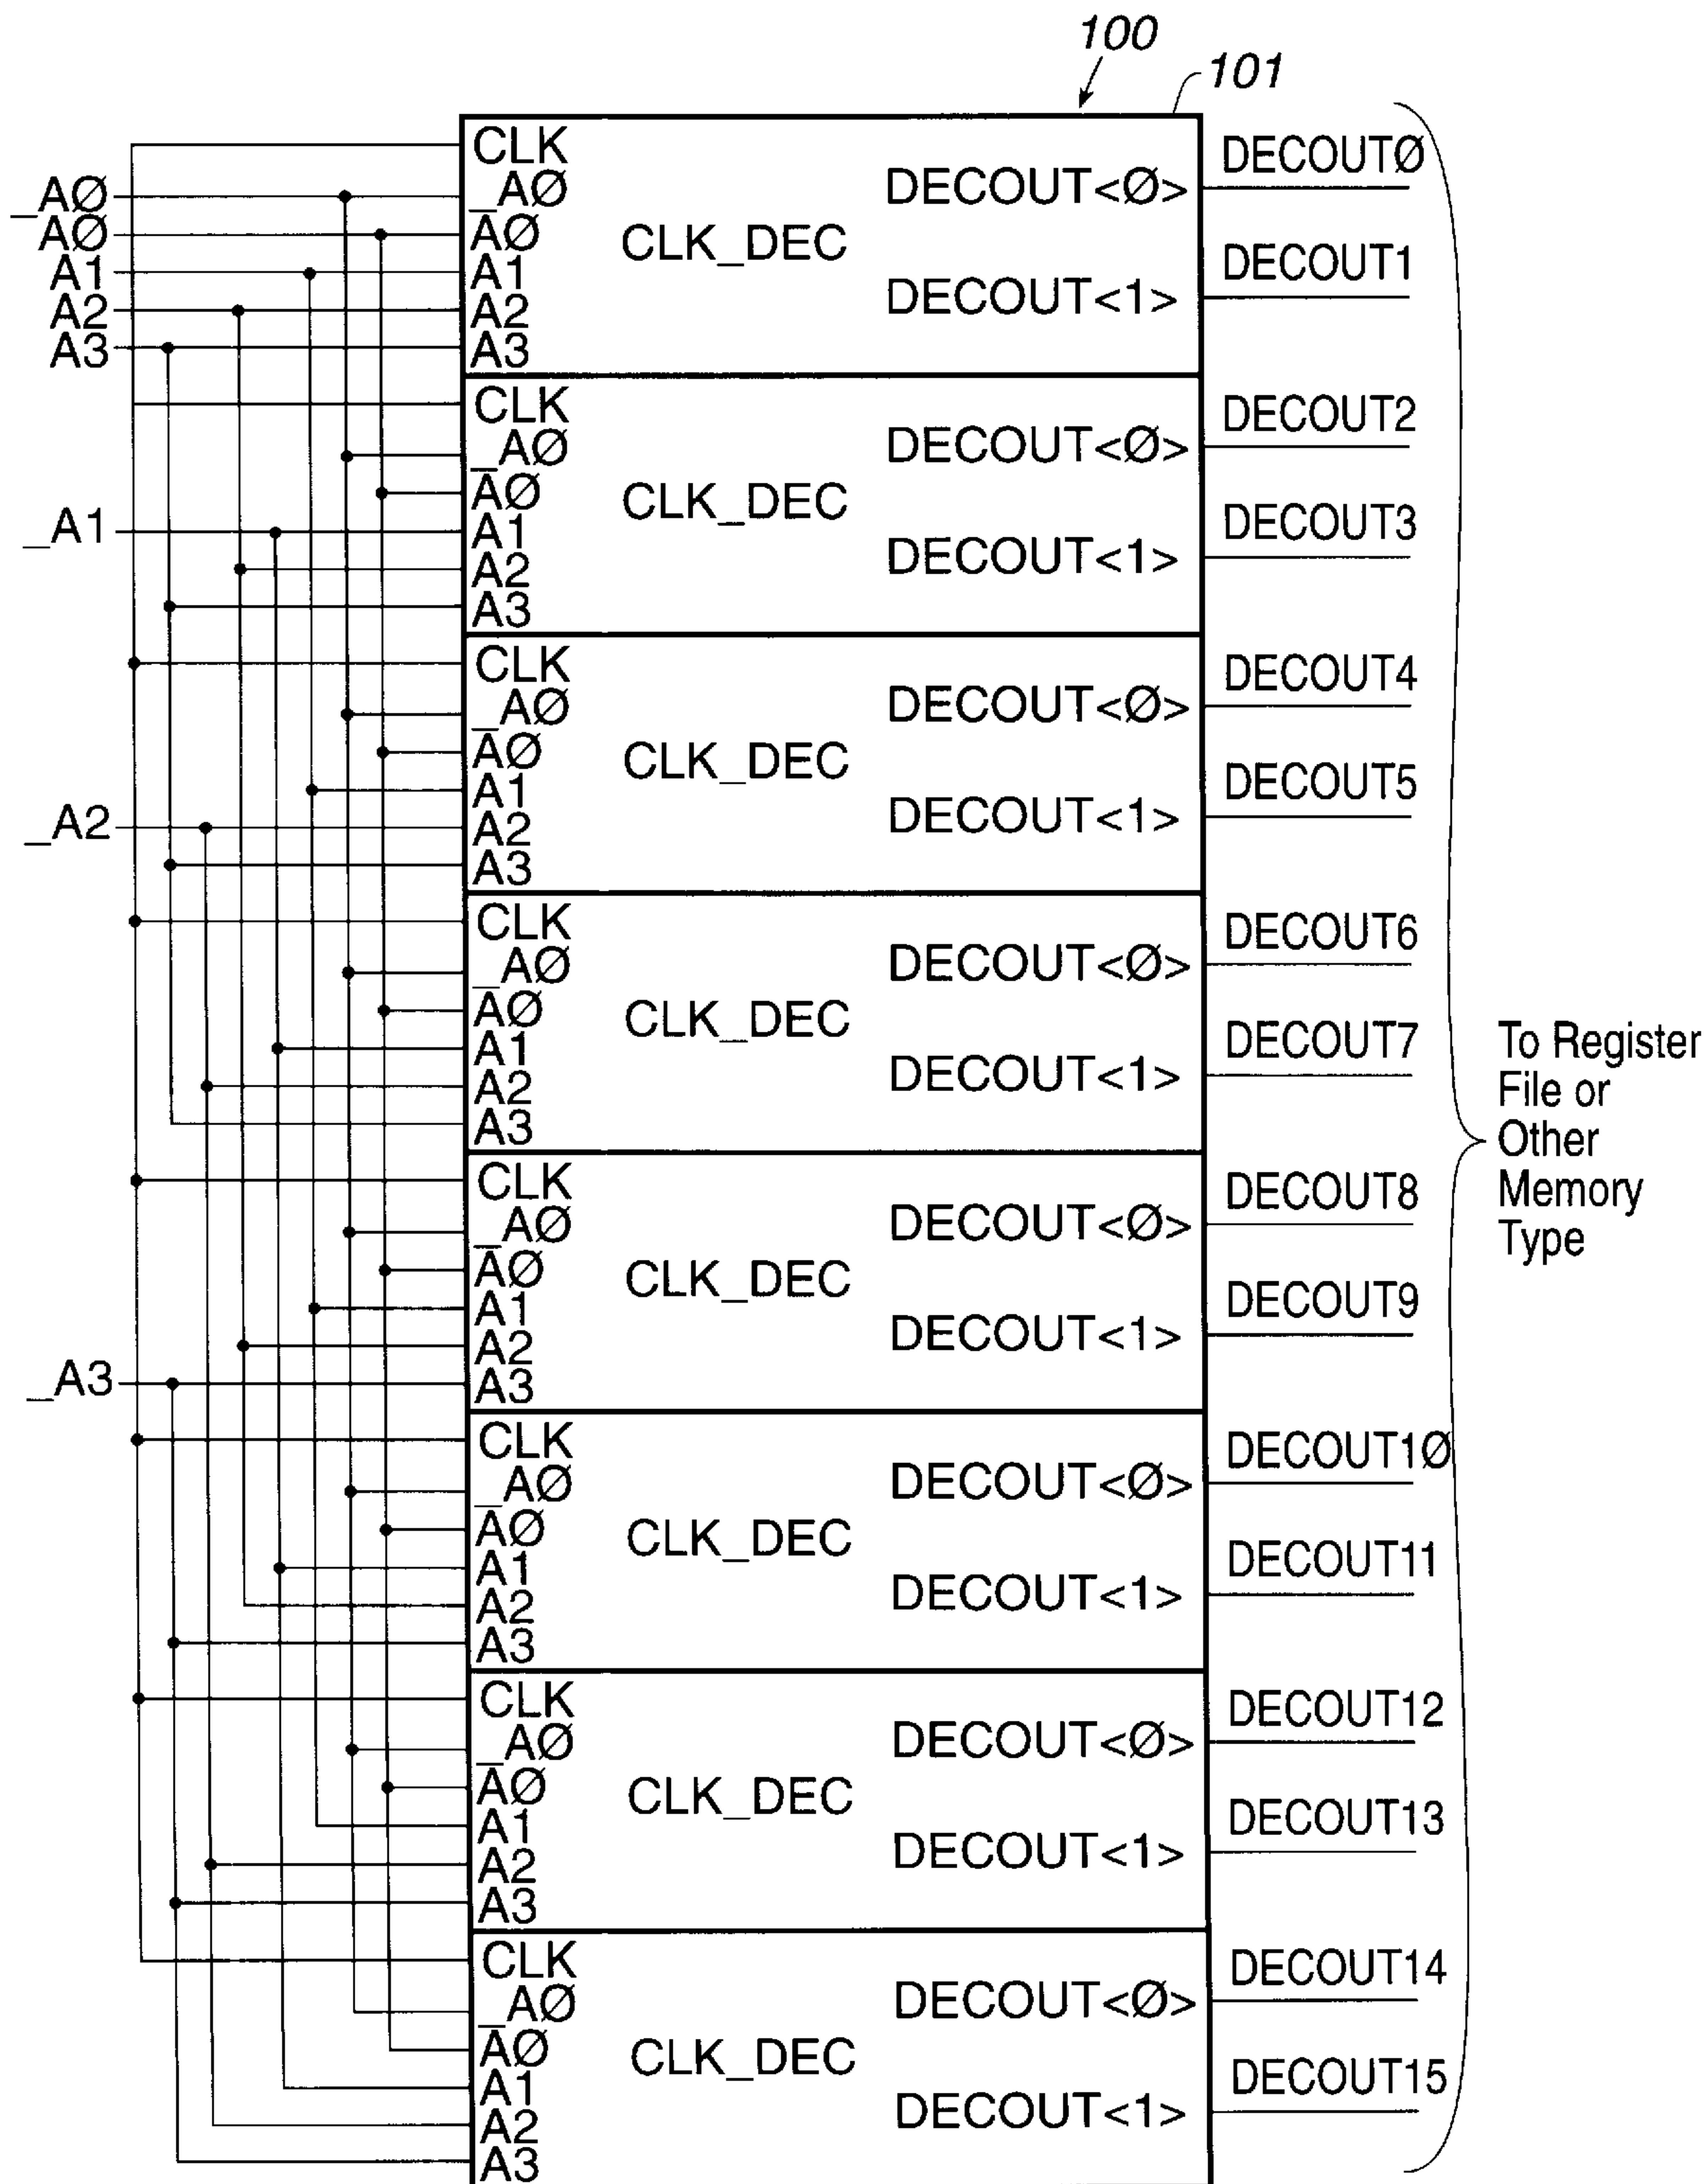 100
101
_AØ
AØ
A1
A2
A3
_A1
_A2
_A3
CLK
_AØ
AØ
A1
A2
A3
CLK_DEC
DECOUT<Ø>
DECOUT<1>
DECOUTØ
DECOUT1
CLK
_AØ
AØ
A1
A2
A3
CLK_DEC
DECOUT<Ø>
DECOUT<1>
DECOUT2
DECOUT3
CLK
_AØ
AØ
A1
A2
A3
CLK_DEC
DECOUT<Ø>
DECOUT<1>
DECOUT4
DECOUT5
CLK
_AØ
AØ
A1
A2
A3
CLK_DEC
DECOUT<Ø>
DECOUT<1>
DECOUT6
DECOUT7
CLK
_AØ
AØ
A1
A2
A3
CLK_DEC
DECOUT<Ø>
DECOUT<1>
DECOUT8
DECOUT9
CLK
_AØ
AØ
A1
A2
A3
CLK_DEC
DECOUT<Ø>
DECOUT<1>
DECOUT1Ø
DECOUT11
CLK
_AØ
AØ
A1
A2
A3
CLK_DEC
DECOUT<Ø>
DECOUT<1>
DECOUT12
DECOUT13
CLK
_AØ
AØ
A1
A2
A3
CLK_DEC
DECOUT<Ø>
DECOUT<1>
DECOUT14
DECOUT15
To Register
File or
Other
Memory
Type